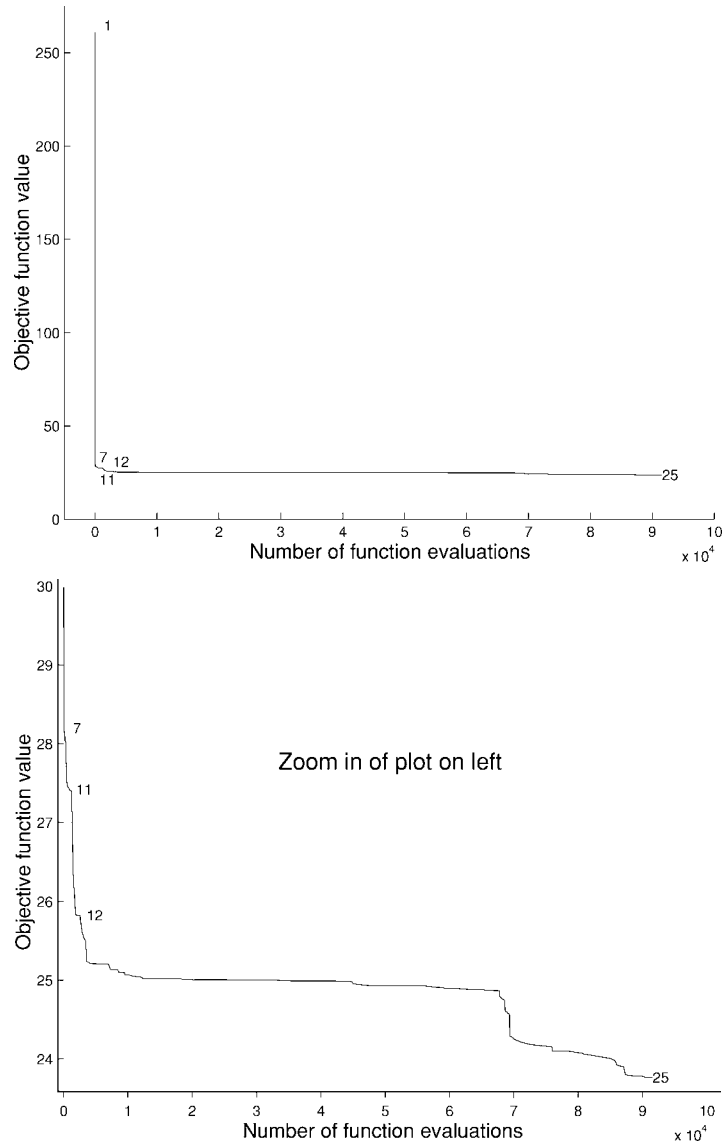 1
250
200
150
100
50
0
Objective function value
7
12
11
25
0 1 2 3 4 5 6 7 8 9 10
Number of function evaluations
x 10^4
30
29
28
27
26
25
24
Objective function value
7
11
12
25
Zoom in of plot on left
0 1 2 3 4 5 6 7 8 9 10
Number of function evaluations
x 10^4